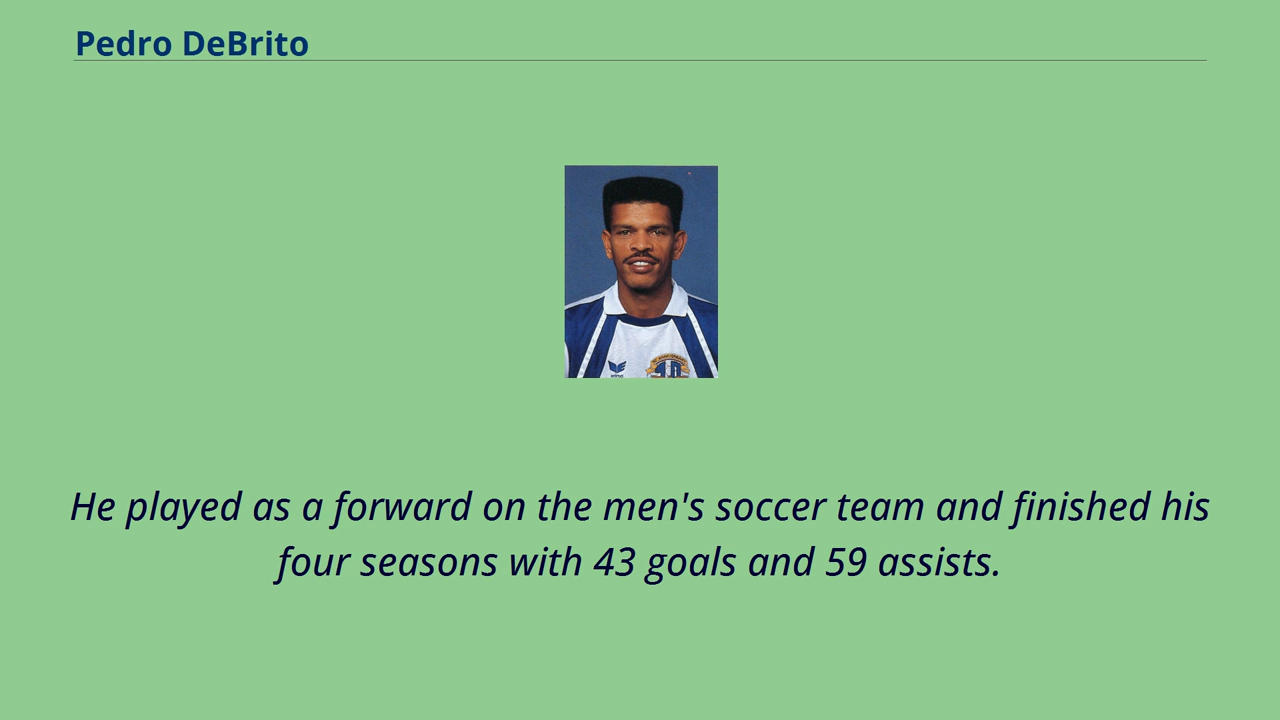 Pedro DeBrito
He played as a forward on the men's soccer team and finished his
four seasons with 43 goals and 59 assists.